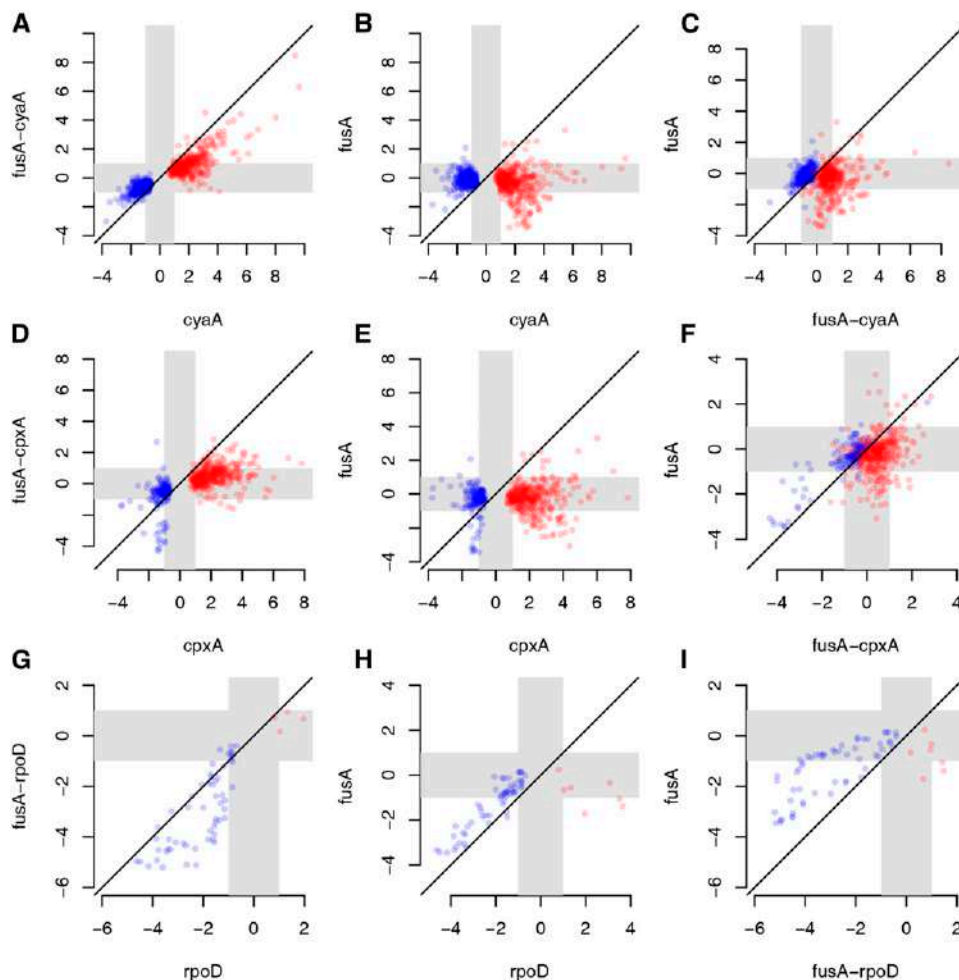 A
B
C
fusA-cyaA
8
6
4
2
0
-4
-4 0 2 4 6 8
cyaA
fusA
8
6
4
2
0
-4
-4 0 2 4 6 8
cyaA
fusA
8
6
4
2
0
-4
-4 0 2 4 6 8
fusA-cyaA
D
E
F
fusA-cpxA
8
6
4
2
0
-4
-4 0 2 4 6 8
cpxA
fusA
8
6
4
2
0
-4
-4 0 2 4 6 8
cpxA
fusA
4
2
0
-2
-4
-4 -2 0 2 4
fusA-cpxA
G
H
I
fusA-rpoD
2
0
-2
-4
-6
-6 -4 -2 0 2
rpoD
fusA
4
2
0
-2
-4
-4 -2 0 2 4
rpoD
fusA
2
0
-2
-4
-6
-6 -4 -2 0 2
fusA-rpoD